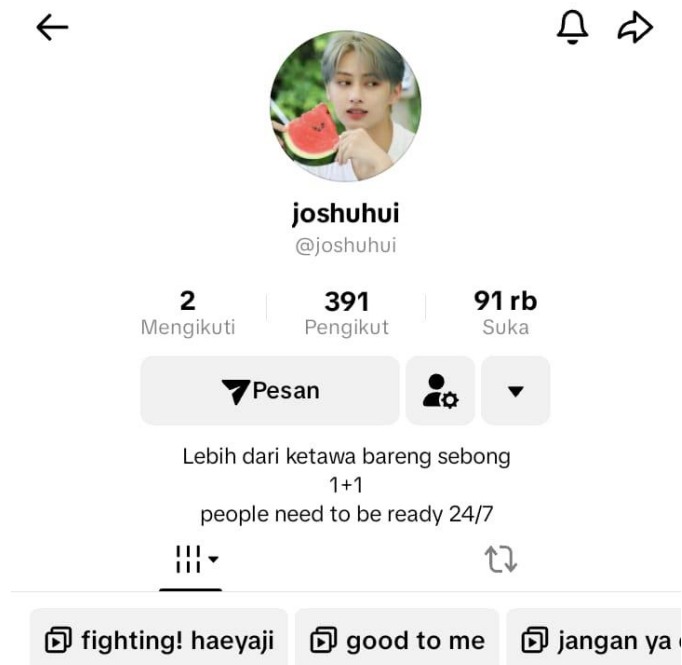 joshuhui
@joshuhui
2 391 91 rb
Mengikuti Pengikut Suka
Pesan
Lebih dari ketawa bareng sebong
1+1
people need to be ready 24/7
fighting! haeyaji good to me jangan ya